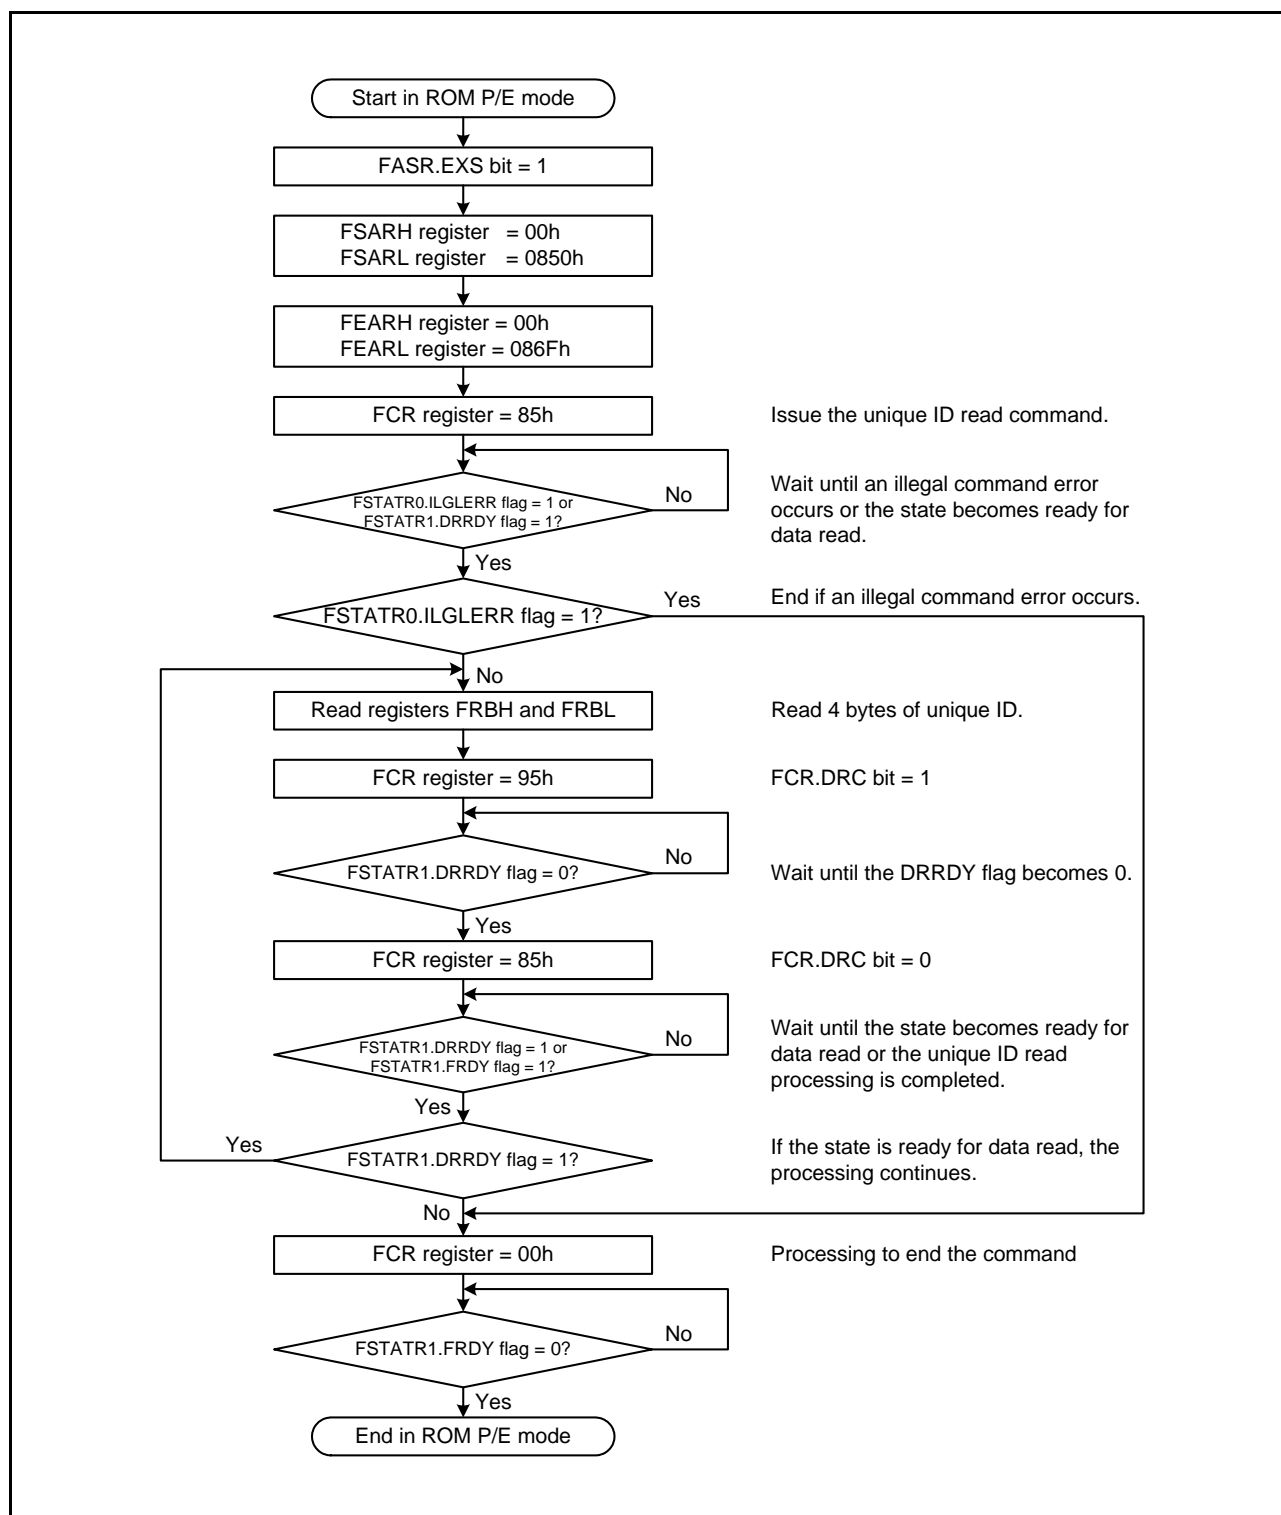 Start in ROM P/E mode
FASR.EXS bit = 1
FSARH register = 00h
FSARL register = 0850h
FEARH register = 00h
FEARL register = 086Fh
FCR register = 85h
Issue the unique ID read command.
FSTATR0.ILGLERR flag = 1 or
FSTATR1.DRRDY flag = 1?
No
Wait until an illegal command error
occurs or the state becomes ready for
data read.
Yes
FSTATR0.ILGLERR flag = 1?
Yes
End if an illegal command error occurs.
No
Read registers FRBH and FRBL
Read 4 bytes of unique ID.
FCR register = 95h
FCR.DRC bit = 1
FSTATR1.DRRDY flag = 0?
No
Wait until the DRRDY flag becomes 0.
Yes
FCR register = 85h
FCR.DRC bit = 0
FSTATR1.DRRDY flag = 1 or
FSTATR1.FRDY flag = 1?
No
Wait until the state becomes ready for
data read or the unique ID read
processing is completed.
Yes
Yes
FSTATR1.DRRDY flag = 1?
If the state is ready for data read, the
processing continues.
No
FCR register = 00h
Processing to end the command
FSTATR1.FRDY flag = 0?
No
Yes
End in ROM P/E mode